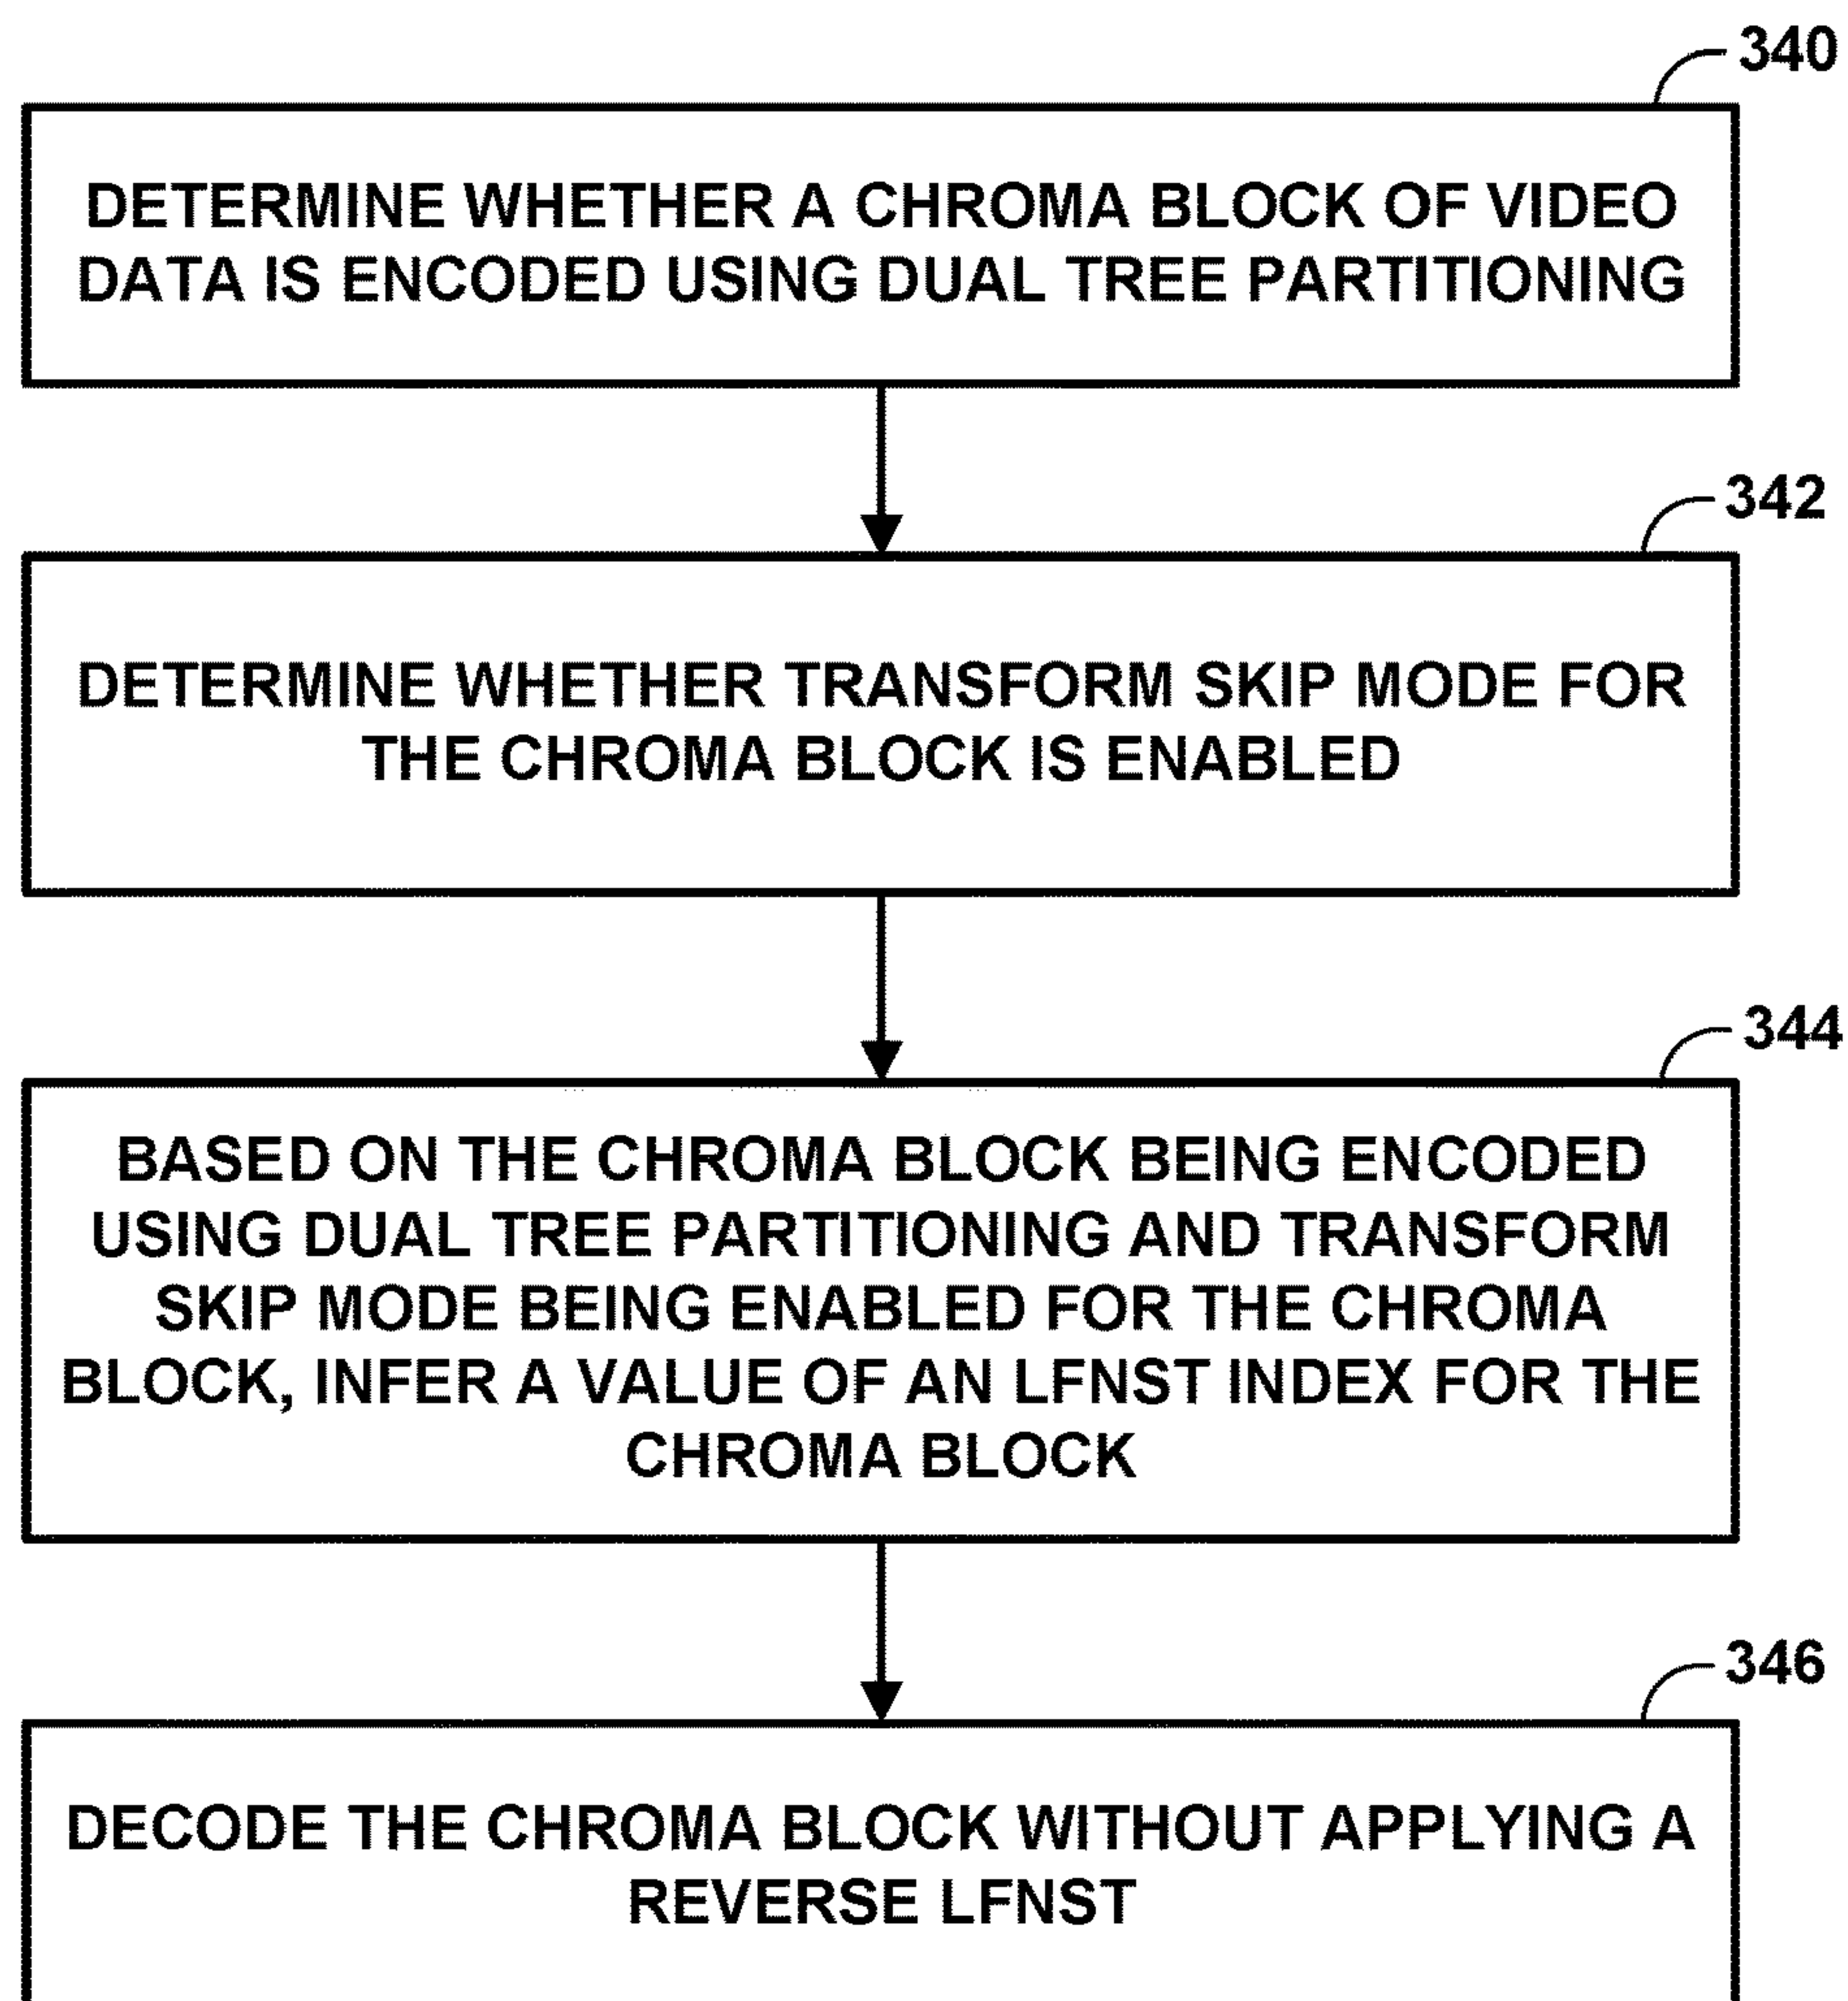 340
DETERMINE WHETHER A CHROMA BLOCK OF VIDEO
DATA IS ENCODED USING DUAL TREE PARTITIONING
342
DETERMINE WHETHER TRANSFORM SKIP MODE FOR
THE CHROMA BLOCK IS ENABLED
344
BASED ON THE CHROMA BLOCK BEING ENCODED
USING DUAL TREE PARTITIONING AND TRANSFORM
SKIP MODE BEING ENABLED FOR THE CHROMA
BLOCK, INFER A VALUE OF AN LFNST INDEX FOR THE
CHROMA BLOCK
346
DECODE THE CHROMA BLOCK WITHOUT APPLYING A
REVERSE LFNST